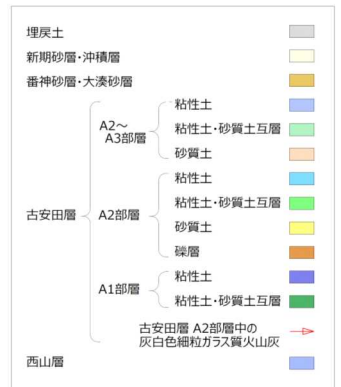 埋戻土
新期砂層・沖積層
番神砂層・大湊砂層
古安田層
A2～
A3部層
粘性土
粘性土・砂質土互層
砂質土
A2部層
粘性土
粘性土・砂質土互層
砂質土
礫層
A1部層
粘性土
粘性土・砂質土互層
古安田層 A2部層中の
灰白色細粒ガラス質火山灰
西山層